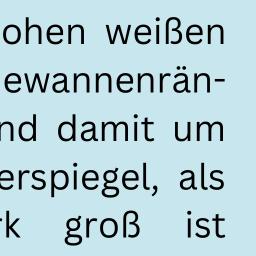 ohen weißen
ewannenrän-
nd damit um
erspiegel, als
rk groß ist